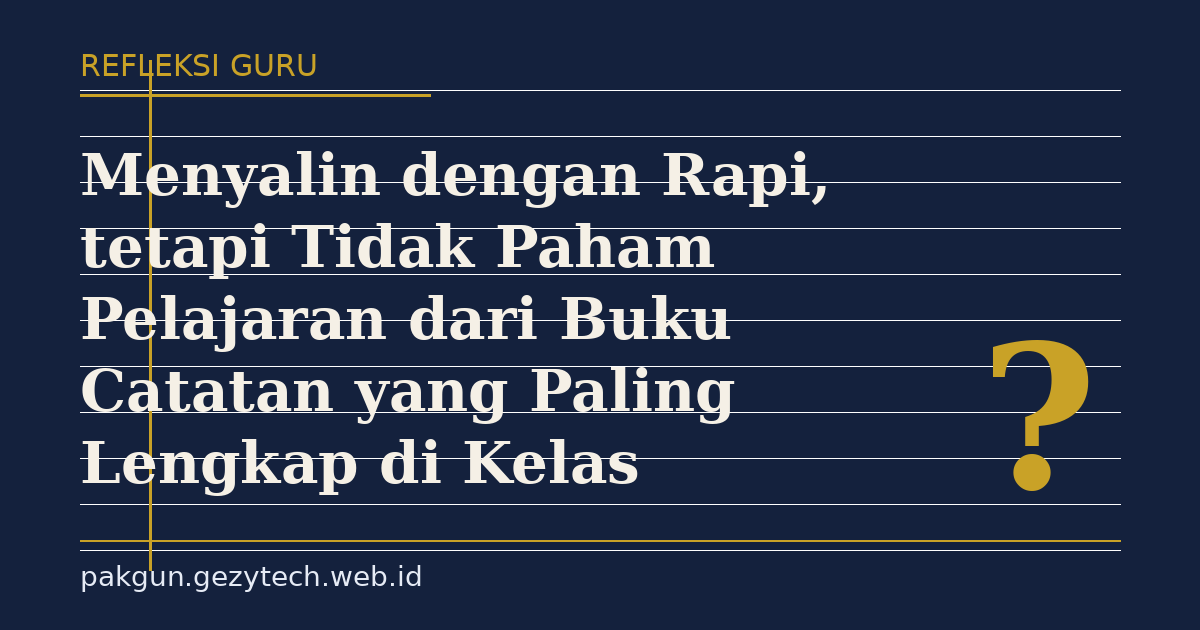 REFLEKSI GURU
Menyalin dengan Rapi,
tetapi Tidak Paham
Pelajaran dari Buku
Catatan yang Paling
Lengkap di Kelas
?
pakgun.gezytech.web.id